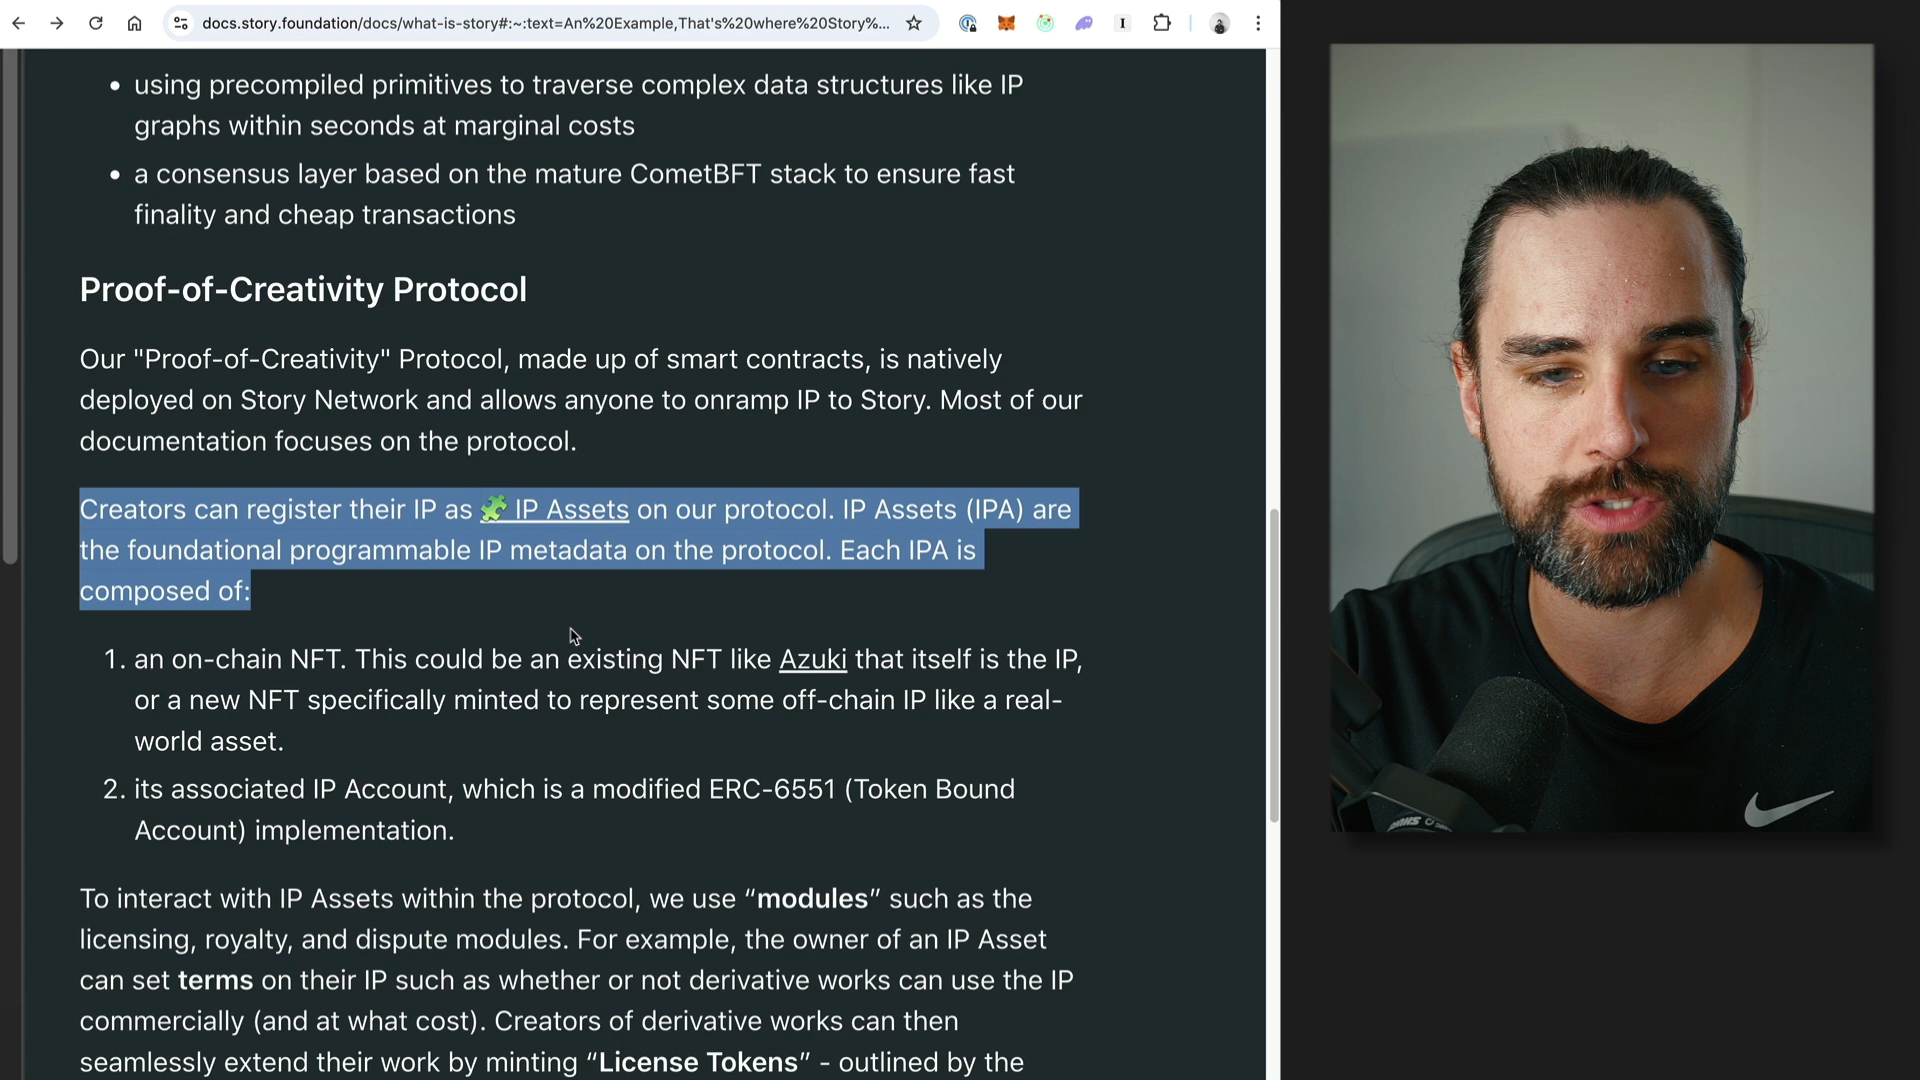 docs.story.foundation/docs/what-is-story#:~:text=An%20Example,That's%20where%20Story%...
using precompiled primitives to traverse complex data structures like IP
graphs within seconds at marginal costs
a consensus layer based on the mature CometBFT stack to ensure fast
finality and cheap transactions
Proof-of-Creativity Protocol
Our "Proof-of-Creativity" Protocol, made up of smart contracts, is natively
deployed on Story Network and allows anyone to onramp IP to Story. Most of our
documentation focuses on the protocol.
Creators can register their IP as 🧩 IP Assets on our protocol. IP Assets (IPA) are
the foundational programmable IP metadata on the protocol. Each IPA is
composed of:
1. an on-chain NFT. This could be an existing NFT like Azuki that itself is the IP,
or a new NFT specifically minted to represent some off-chain IP like a real-
world asset.
2. its associated IP Account, which is a modified ERC-6551 (Token Bound
Account) implementation.
To interact with IP Assets within the protocol, we use “modules” such as the
licensing, royalty, and dispute modules. For example, the owner of an IP Asset
can set terms on their IP such as whether or not derivative works can use the IP
commercially (and at what cost). Creators of derivative works can then
seamlessly extend their work by minting “License Tokens” - outlined by the